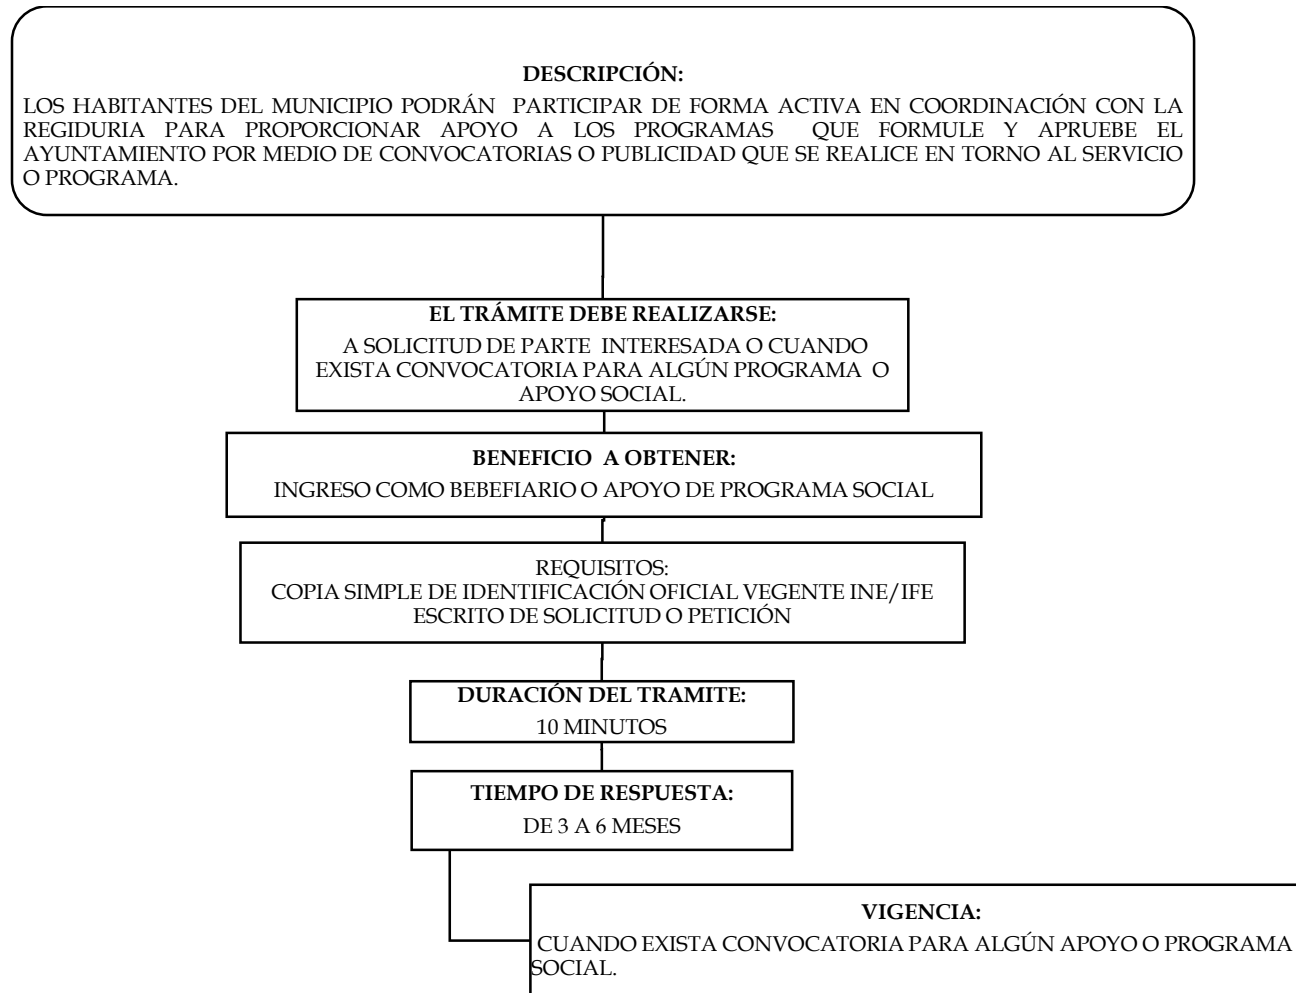 DESCRIPCIÓN:
LOS HABITANTES DEL MUNICIPIO PODRÁN PARTICIPAR DE FORMA ACTIVA EN COORDINACIÓN CON LA
REGIDURIA PARA PROPORCIONAR APOYO A LOS PROGRAMAS QUE FORMULE Y APRUEBE EL
AYUNTAMIENTO POR MEDIO DE CONVOCATORIAS O PUBLICIDAD QUE SE REALICE EN TORNO AL SERVICIO
O PROGRAMA.
EL TRÁMITE DEBE REALIZARSE:
A SOLICITUD DE PARTE INTERESADA O CUANDO
EXISTA CONVOCATORIA PARA ALGÚN PROGRAMA O
APOYO SOCIAL.
BENEFICIO A OBTENER:
INGRESO COMO BEBEFIARIO O APOYO DE PROGRAMA SOCIAL
REQUISITOS:
COPIA SIMPLE DE IDENTIFICACIÓN OFICIAL VEGENTE INE/IFE
ESCRITO DE SOLICITUD O PETICIÓN
DURACIÓN DEL TRAMITE:
10 MINUTOS
TIEMPO DE RESPUESTA:
DE 3 A 6 MESES
VIGENCIA:
CUANDO EXISTA CONVOCATORIA PARA ALGÚN APOYO O PROGRAMA
SOCIAL.